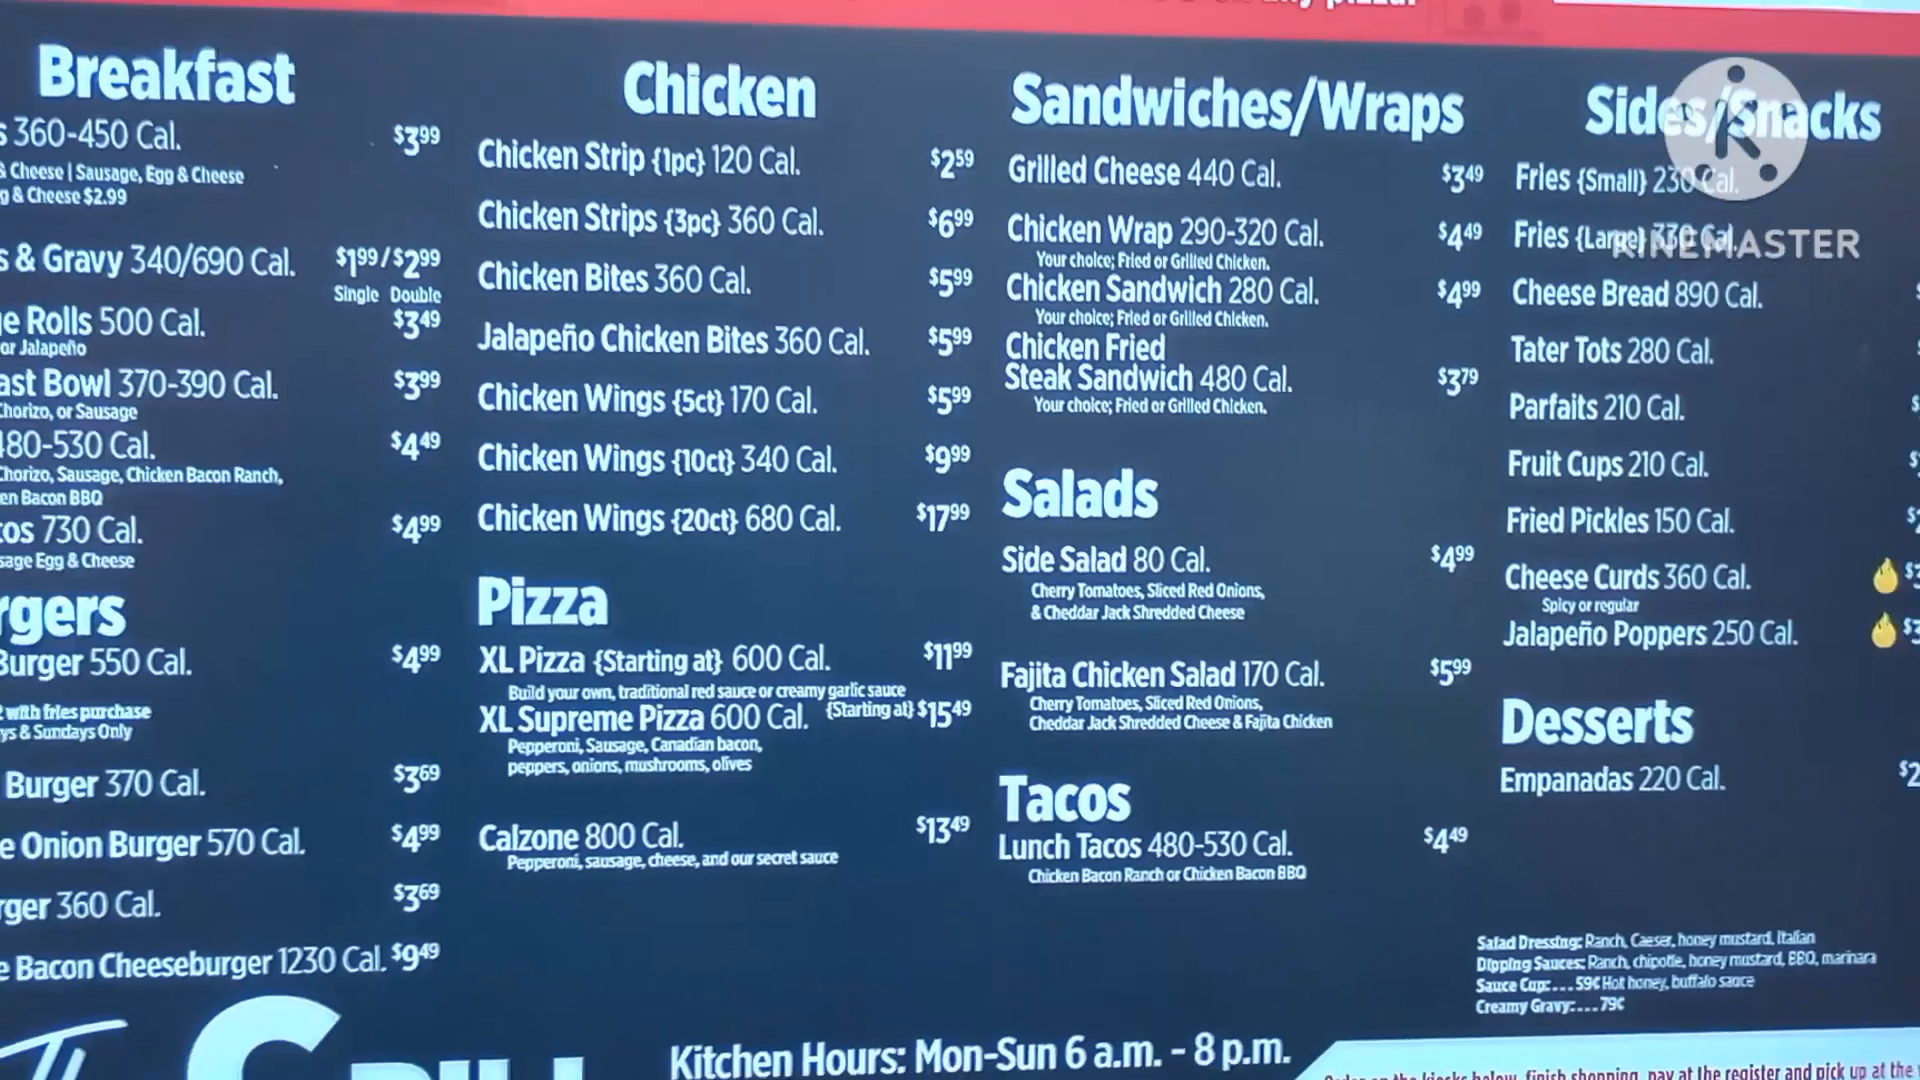 any pizza!
Breakfast
360-450 Cal. $3.99
& Cheese | Sausage, Egg & Cheese
& Cheese $2.99
& Gravy 340/690 Cal. $1.99/$2.99
Single Double
Rolls 500 Cal. $3.49
or Jalapeño
Bowl 370-390 Cal. $3.99
Chorizo, or Sausage
480-530 Cal. $4.49
Chorizo, Sausage, Chicken Bacon Ranch,
Bacon BBQ
730 Cal. $4.99
Egg & Cheese
Burger 550 Cal. $4.99
with fries purchase
& Sundays Only
Burger 370 Cal. $3.69
Onion Burger 570 Cal. $4.99
360 Cal. $3.69
Bacon Cheeseburger 1230 Cal. $9.49
Chicken
Chicken Strip {1pc} 120 Cal. $2.59
Chicken Strips {3pc} 360 Cal. $6.99
Chicken Bites 360 Cal. $5.99
Jalapeño Chicken Bites 360 Cal. $5.99
Chicken Wings {5ct} 170 Cal. $5.99
Chicken Wings {10ct} 340 Cal. $9.99
Chicken Wings {20ct} 680 Cal. $17.99
Pizza
XL Pizza {Starting at} 600 Cal. $11.99
Build your own, traditional red sauce or creamy garlic sauce
XL Supreme Pizza 600 Cal. {Starting at} $15.49
Pepperoni, Sausage, Canadian bacon,
peppers, onions, mushrooms, olives
Calzone 800 Cal. $13.49
Pepperoni, sausage, cheese, and our secret sauce
Sandwiches/Wraps
Grilled Cheese 440 Cal. $3.49
Chicken Wrap 290-320 Cal. $4.49
Your choice; Fried or Grilled Chicken.
Chicken Sandwich 280 Cal. $4.99
Your choice; Fried or Grilled Chicken.
Chicken Fried
Steak Sandwich 480 Cal. $3.79
Your choice; Fried or Grilled Chicken.
Salads
Side Salad 80 Cal. $4.99
Cherry Tomatoes, Sliced Red Onions,
& Cheddar Jack Shredded Cheese
Fajita Chicken Salad 170 Cal. $5.99
Cherry Tomatoes, Sliced Red Onions,
Cheddar Jack Shredded Cheese & Fajita Chicken
Tacos
Lunch Tacos 480-530 Cal. $4.49
Chicken Bacon Ranch or Chicken Bacon BBQ
Sides/Snacks
Fries {Small} 230 Cal.
Fries {Large} 330 Cal.
KINEMASTER
Cheese Bread 890 Cal.
Tater Tots 280 Cal.
Parfaits 210 Cal.
Fruit Cups 210 Cal.
Fried Pickles 150 Cal.
Cheese Curds 360 Cal.
Spicy or regular
Jalapeño Poppers 250 Cal.
Desserts
Empanadas 220 Cal. $2
Salad Dressing: Ranch, Caeser, honey mustard, Italian
Dipping Sauces: Ranch, chipotle, honey mustard, BBQ, marinara
Sauce Cup:...59¢ Hot honey, buffalo sauce
Creamy Gravy:....79¢
Kitchen Hours: Mon-Sun 6 a.m. - 8 p.m.
kiosks below, finish shopping, pay at the register and pick up at the